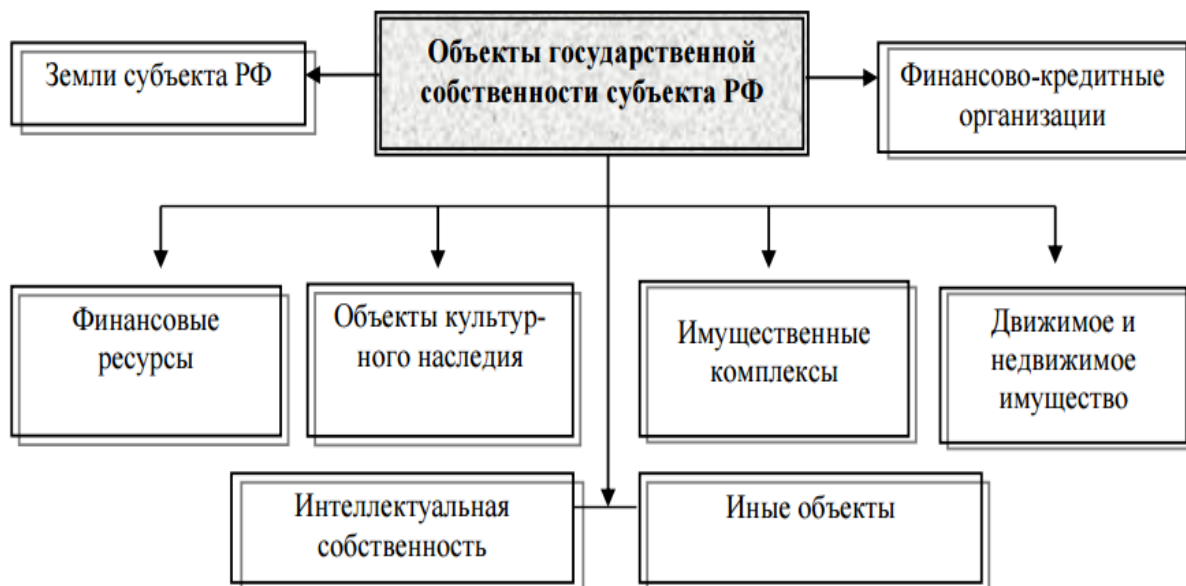 Объекты государственной
собственности субъекта РФ
Земли субъекта РФ
Финансово-кредитные
организации
Финансовые
ресурсы
Объекты культур-
ного наследия
Имущественные
комплексы
Движимое и
недвижимое
имущество
Интеллектуальная
собственность
Иные объекты